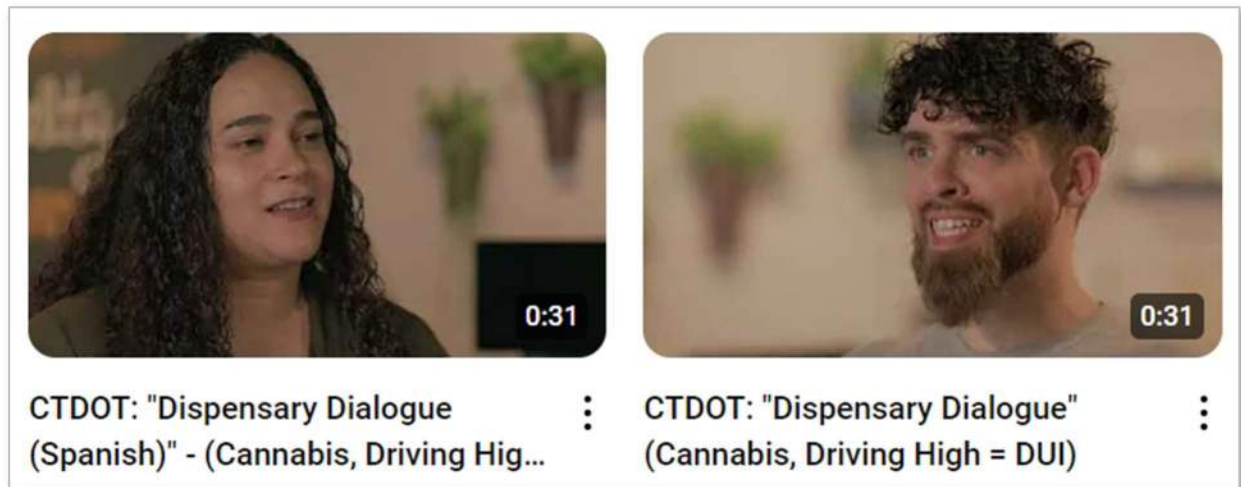 0:31
0:31
CTDOT: "Dispensary Dialogue
(Spanish)" - (Cannabis, Driving Hig...
CTDOT: "Dispensary Dialogue"
(Cannabis, Driving High = DUI)